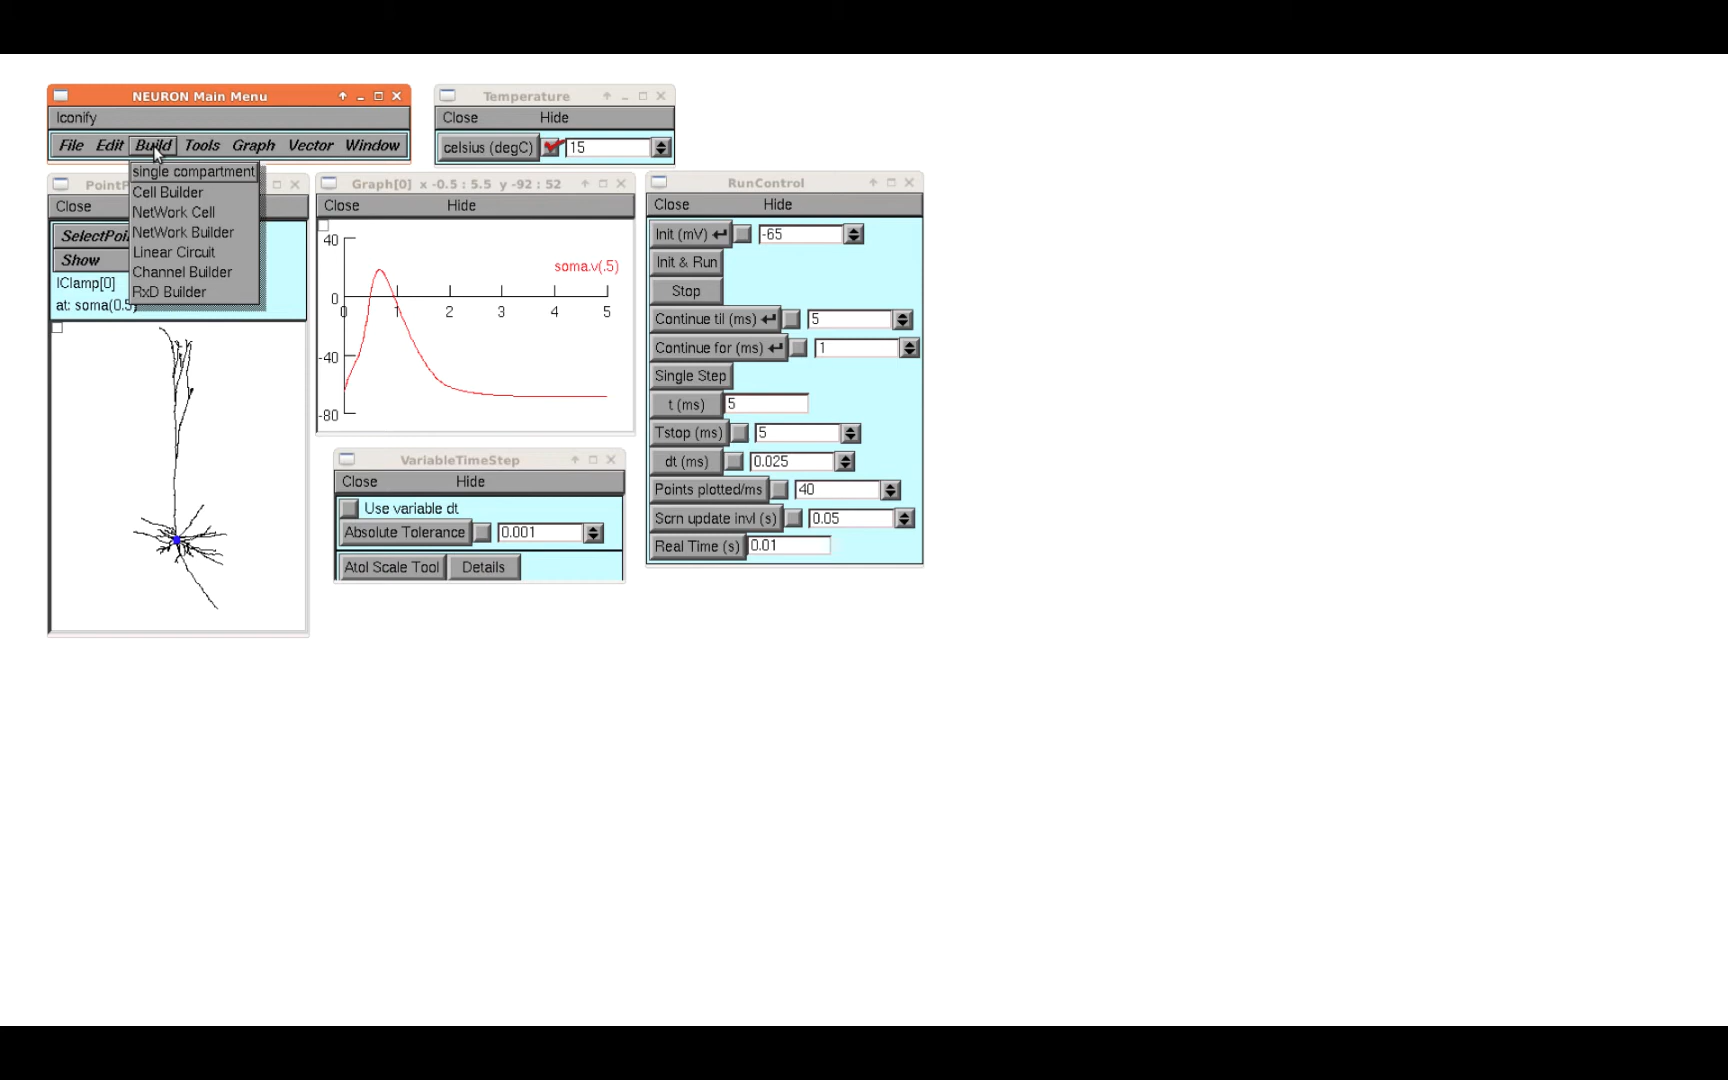 NEURON Main Menu
Iconify
File Edit Build Tools Graph Vector Window
single compartment
Cell Builder
NetWork Cell
NetWork Builder
Linear Circuit
Channel Builder
RxD Builder
Temperature
Close Hide
celsius (degC) 15
Close
SelectPoi
Show
IClamp[0]
at: soma(0.5)
Graph[0] x -0.5 : 5.5 y -92 : 52
Close Hide
40
soma.v(.5)
0
0 1 2 3 4 5
-40
-80
VariableTimeStep
Close Hide
Use variable dt
Absolute Tolerance 0.001
Atol Scale Tool Details
RunControl
Close Hide
Init (mV) -65
Init & Run
Stop
Continue til (ms) 5
Continue for (ms) 1
Single Step
t (ms) 5
Tstop (ms) 5
dt (ms) 0.025
Points plotted/ms 40
Scrn update invl (s) 0.05
Real Time (s) 0.01